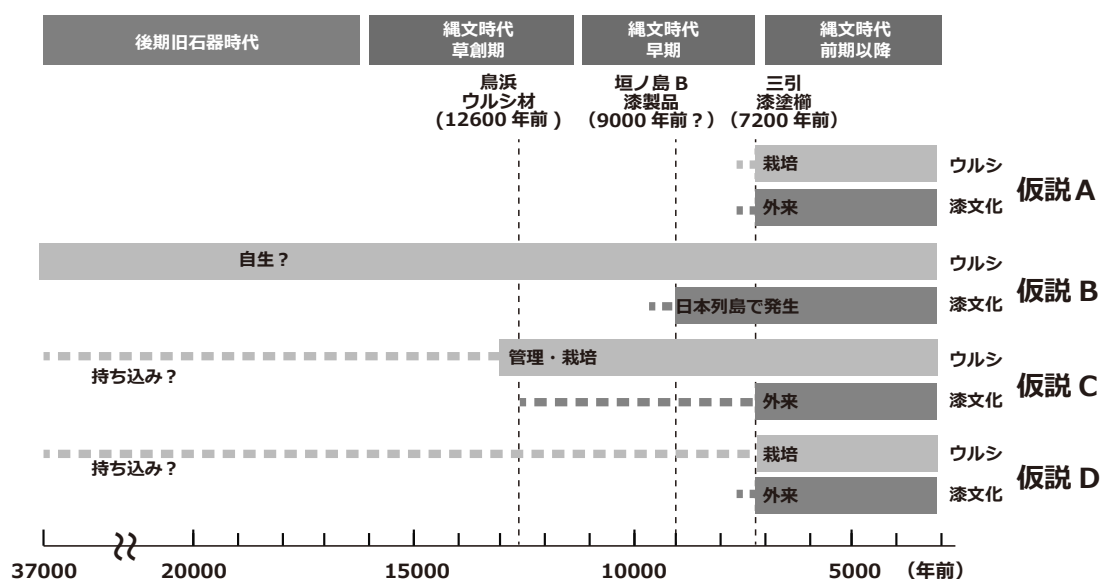 後期旧石器時代
縄文時代
草創期
縄文時代
早期
縄文時代
前期以降
鳥浜
ウルシ材
(12600 年前 )
垣ノ島 B
漆製品
(9000 年前？)
三引
漆塗櫛
(7200 年前)
栽培
ウルシ
外来
漆文化
仮説 A
自生？
ウルシ
日本列島で発生
漆文化
仮説 B
管理・栽培
ウルシ
持ち込み？
外来
漆文化
仮説 C
栽培
ウルシ
持ち込み？
外来
漆文化
仮説 D
37000 20000 15000 10000 5000 (年前)